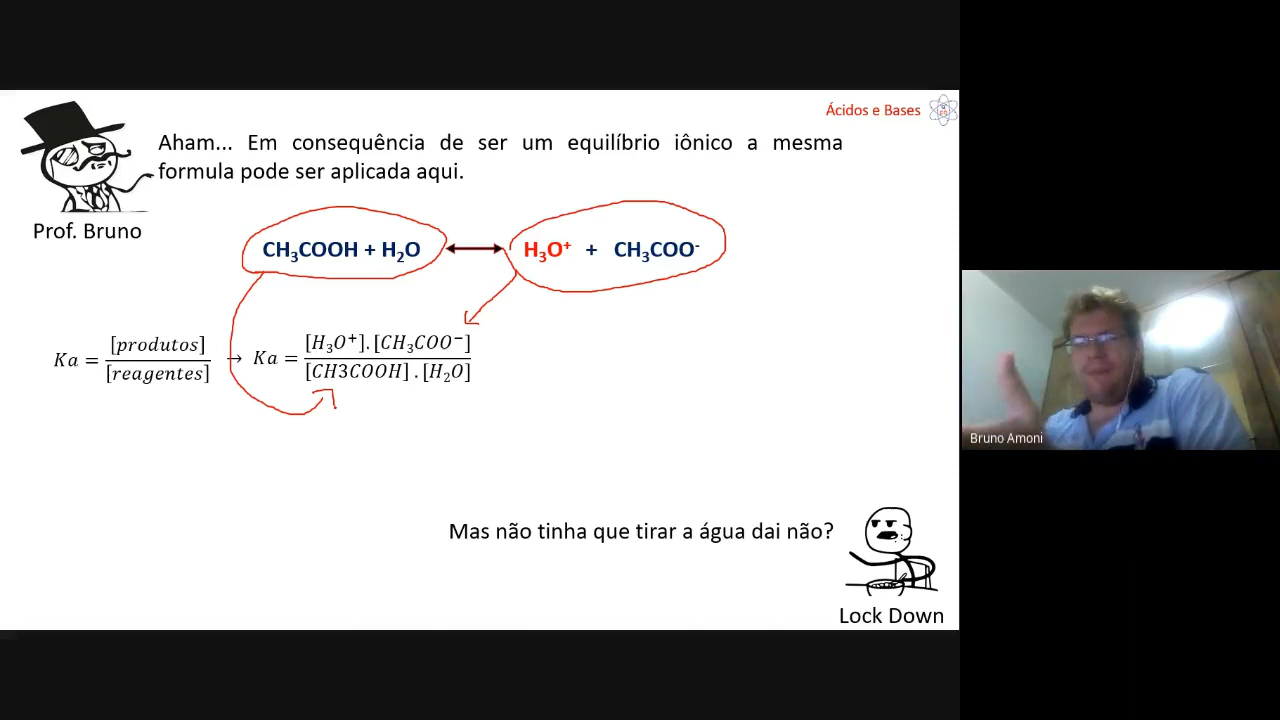 Ácidos e Bases
Aham... Em consequência de ser um equilíbrio iônico a mesma
formula pode ser aplicada aqui.
Prof. Bruno
CH₃COOH + H₂O ⟷ H₃O⁺ + CH₃COO⁻
Ka = [produtos] / [reagentes] → Ka = [H₃O⁺].[CH₃COO⁻] / [CH3COOH] .[H₂O]
Bruno Amoni
Mas não tinha que tirar a água dai não?
Lock Down